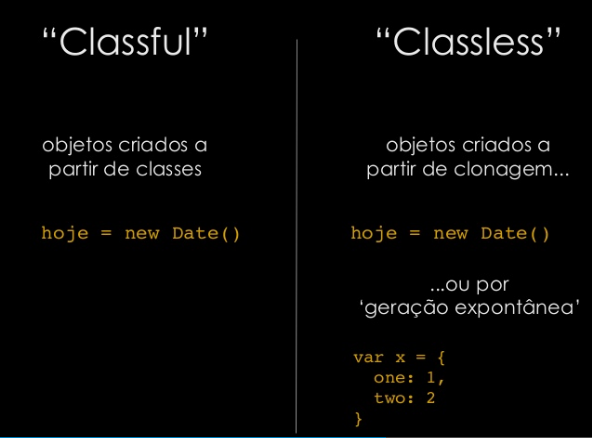 “Classful”
objetos criados a
partir de classes
hoje = new Date()
“Classless”
objetos criados a
partir de clonagem...
hoje = new Date()
...ou por
‘geração expontânea’
var x = {
  one: 1,
  two: 2
}